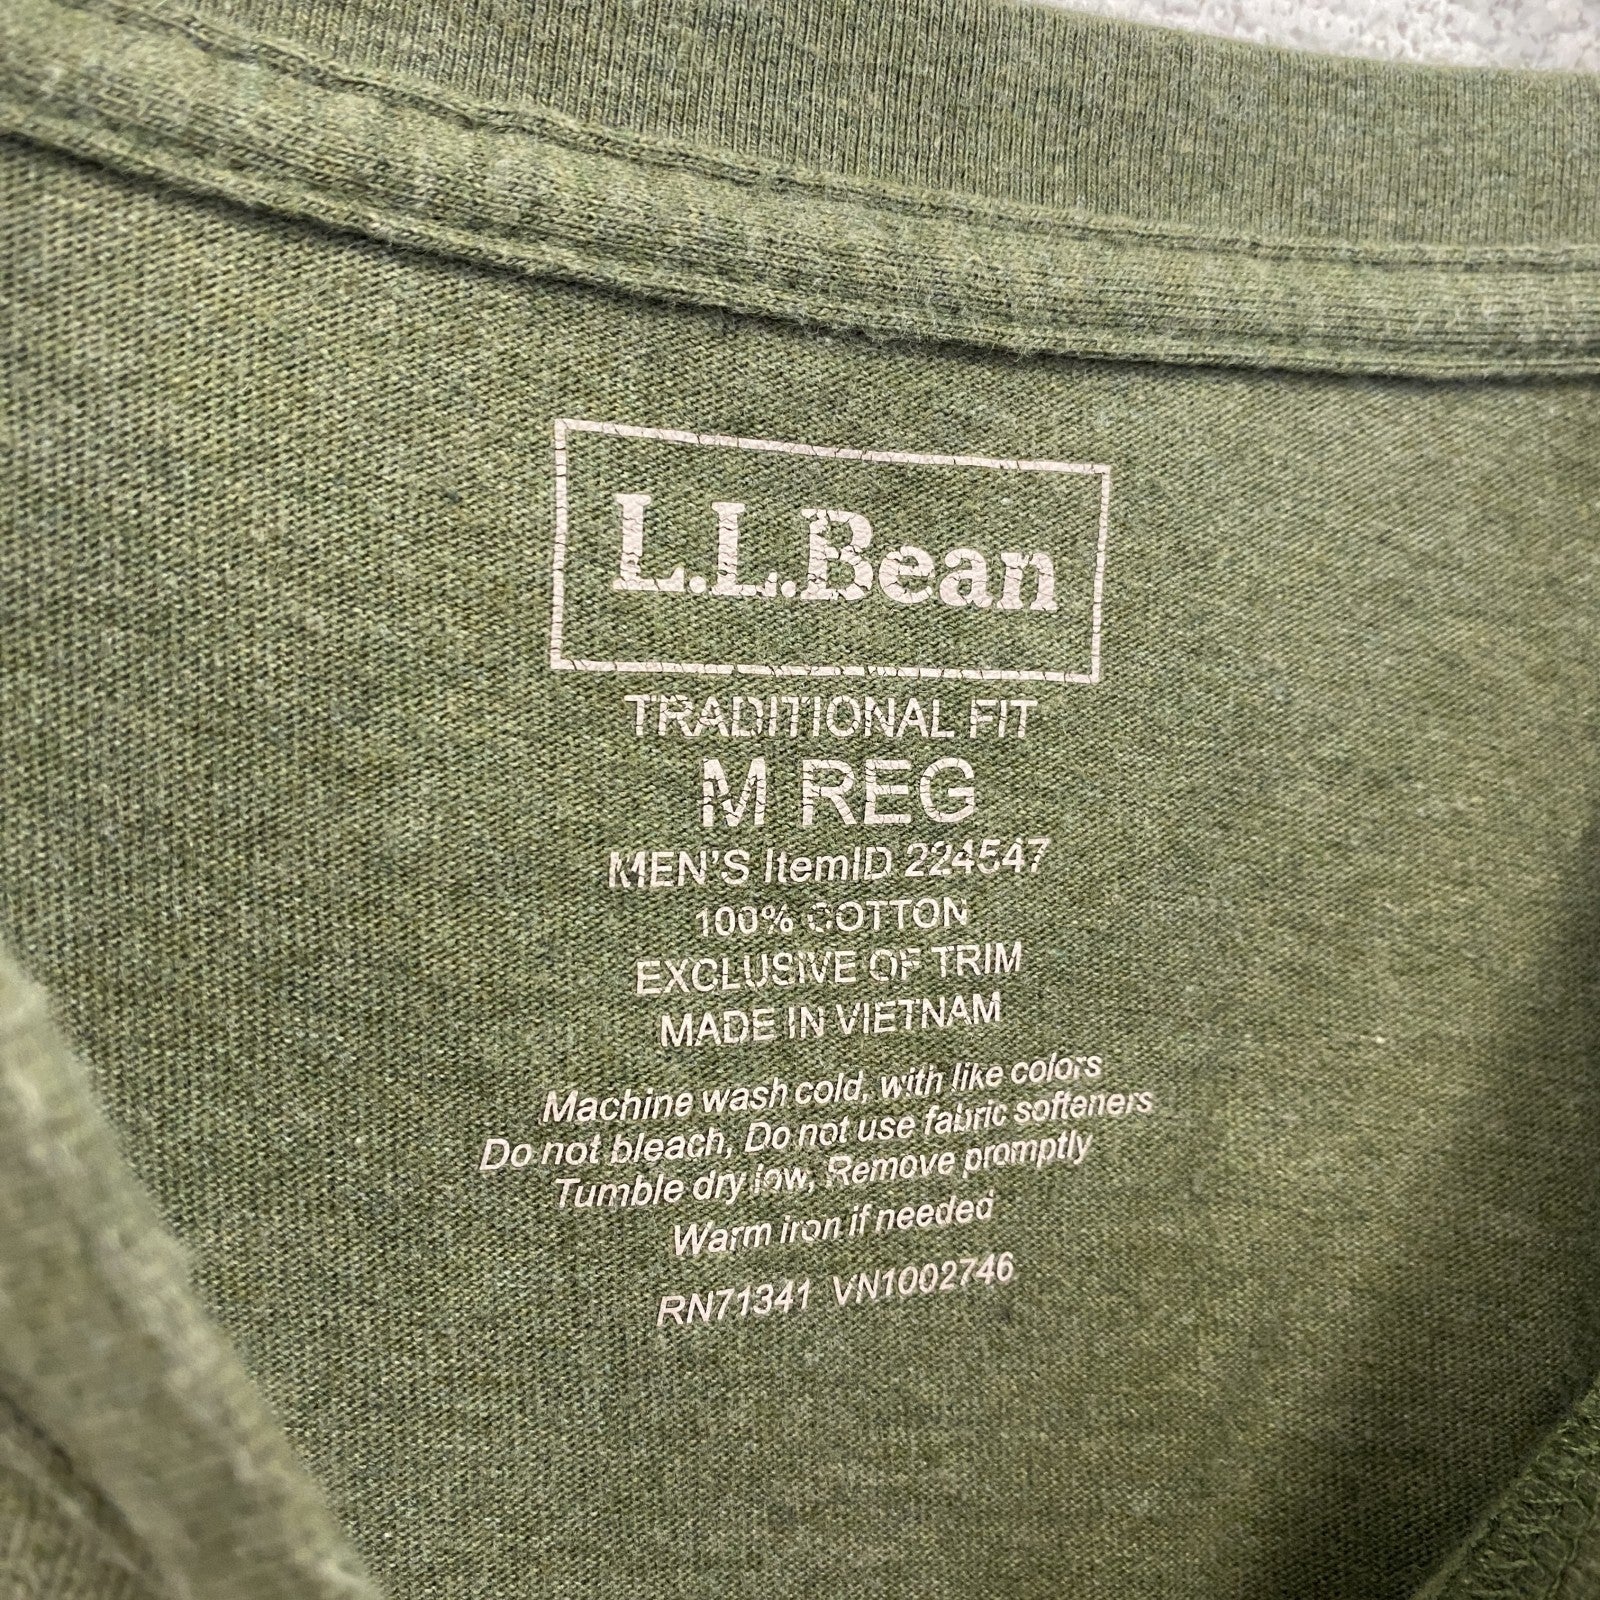 L.L.Bean
TRADITIONAL FIT
M REG
MEN'S ItemID 224547
100% COTTON
EXCLUSIVE OF TRIM
MADE IN VIETNAM
Machine wash cold, with like colors
Do not bleach, Do not use fabric softeners
Tumble dry low, Remove promptly
Warm iron if needed
RN71341 VN1002746